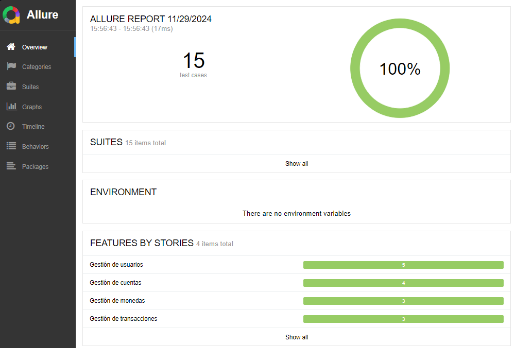 Allure
Overview
Categories
Suites
Graphs
Timeline
Behaviors
Packages
ALLURE REPORT 11/29/2024
15:56:43 - 15:56:43 (17ms)
15
test cases
100%
SUITES 15 items total
Show all
ENVIRONMENT
There are no environment variables
FEATURES BY STORIES 4 items total
Gestión de usuarios
Gestión de cuentas 4
Gestión de monedas 3
Gestión de transacciones 3
Show all